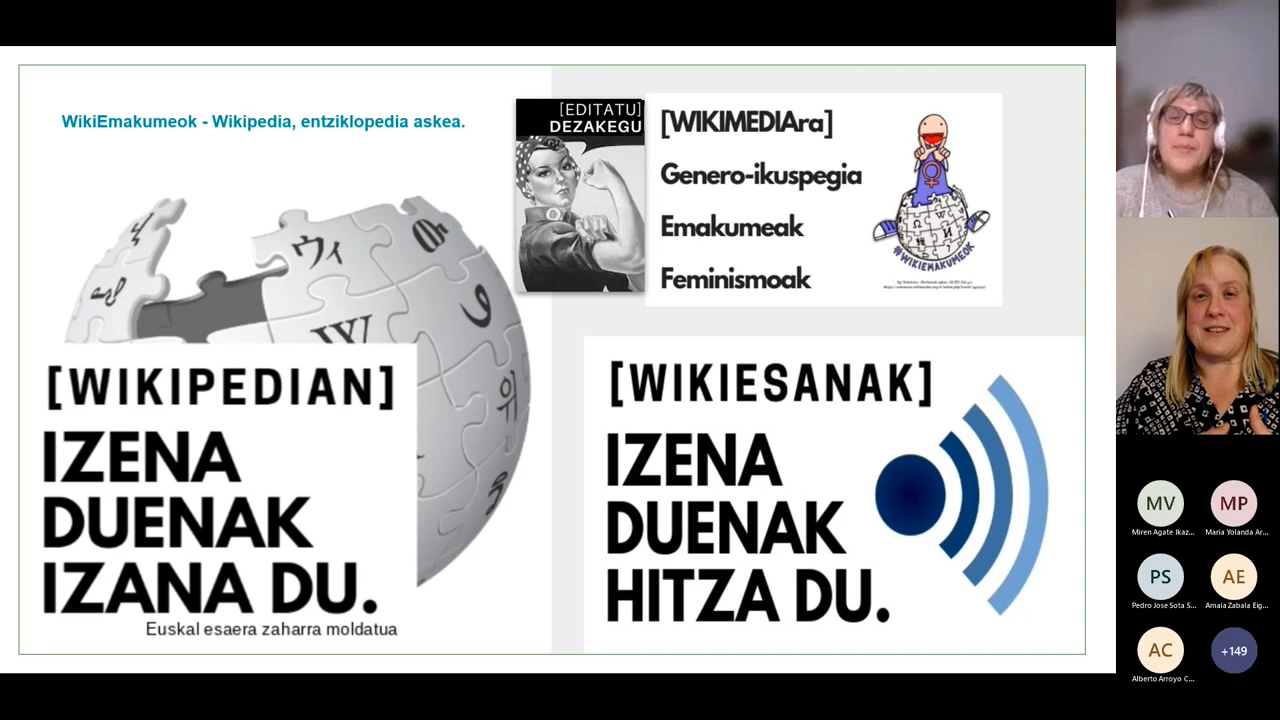 WikiEmakumeok - Wikipedia, entziklopedia askea.
[EDITATU]
DEZAKEGU
[WIKIMEDIAra]
Genero-ikuspegia
Emakumeak
Feminismoak
#WIKIEMAKUMEOK
[WIKIPEDIAN]
IZENA
DUENAK
IZANA DU.
Euskal esaera zaharra moldatua
[WIKIESANAK]
IZENA
DUENAK
HITZA DU.
MV
MP
Miren Agate Ikaz...
Maria Yolanda Ar...
PS
AE
Pedro Jose Sota S...
Amaia Zabala Eig...
AC
+149
Alberto Arroyo C...